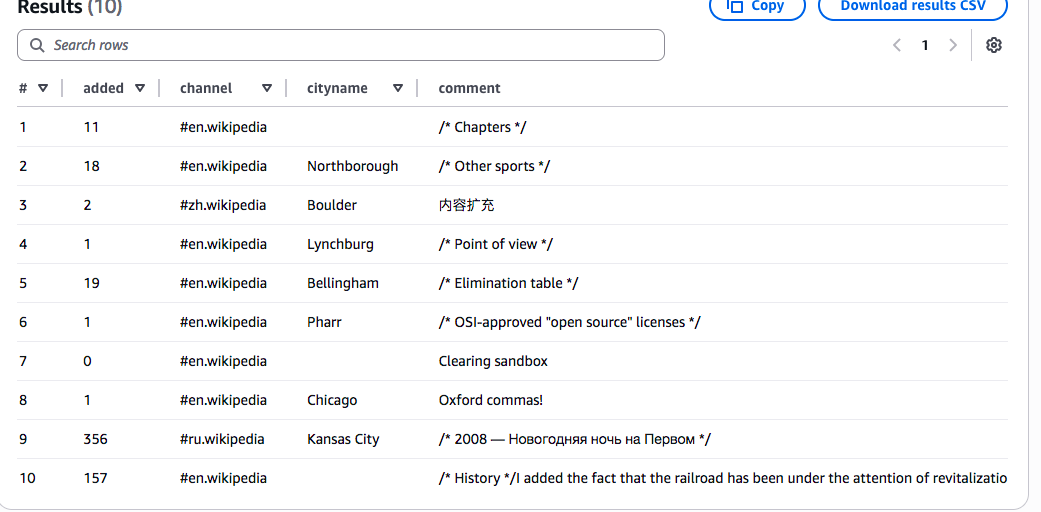 Results (10)
Copy
Download results CSV
Search rows
1
# added channel cityname comment
1 11 #en.wikipedia /* Chapters */
2 18 #en.wikipedia Northborough /* Other sports */
3 2 #zh.wikipedia Boulder 内容扩充
4 1 #en.wikipedia Lynchburg /* Point of view */
5 19 #en.wikipedia Bellingham /* Elimination table */
6 1 #en.wikipedia Pharr /* OSI-approved "open source" licenses */
7 0 #en.wikipedia Clearing sandbox
8 1 #en.wikipedia Chicago Oxford commas!
9 356 #ru.wikipedia Kansas City /* 2008 — Новогодняя ночь на Первом */
10 157 #en.wikipedia /* History */I added the fact that the railroad has been under the attention of revitalizatio